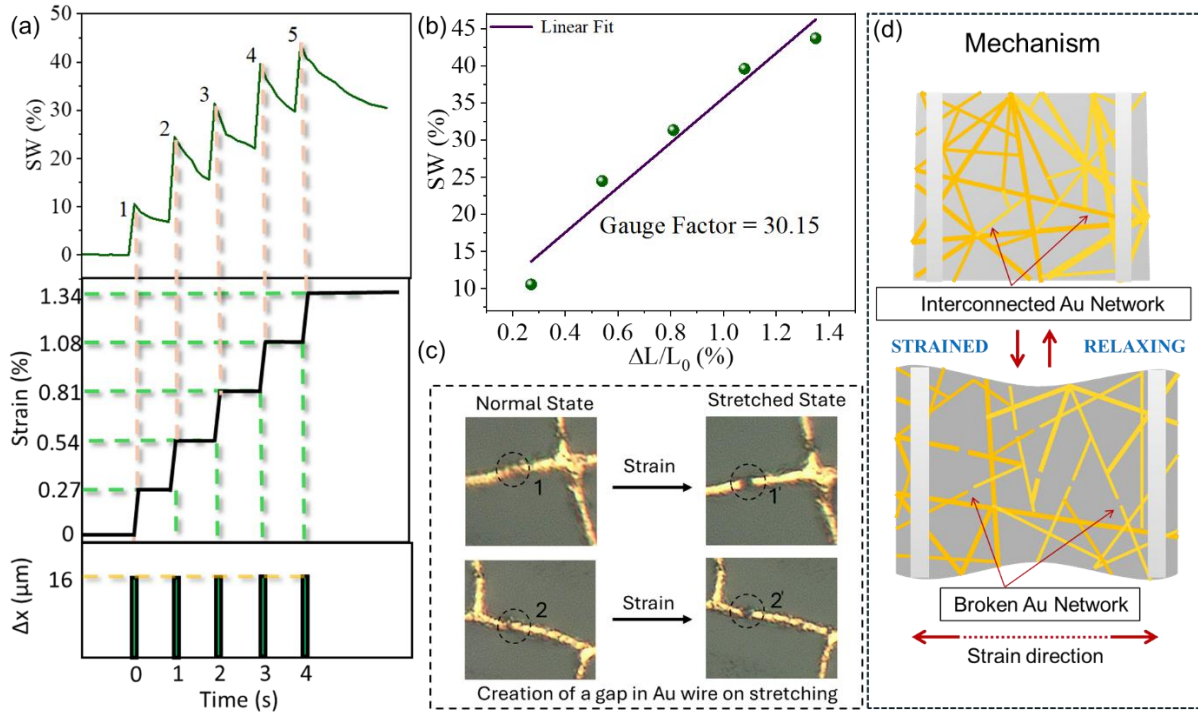 (a)
SW (%)
50
40
30
20
10
0
1
2
3
4
5
Strain (%)
1.34
1.08
0.81
0.54
0.27
0
Δx (μm)
16
0 1 2 3 4
Time (s)
(b)
Linear Fit
SW (%)
45
40
35
30
25
20
15
10
Gauge Factor = 30.15
0.2 0.4 0.6 0.8 1.0 1.2 1.4
ΔL/L0 (%)
(c)
Normal State Stretched State
1 Strain 1'
2 Strain 2'
Creation of a gap in Au wire on stretching
(d)
Mechanism
Interconnected Au Network
STRAINED RELAXING
Broken Au Network
Strain direction